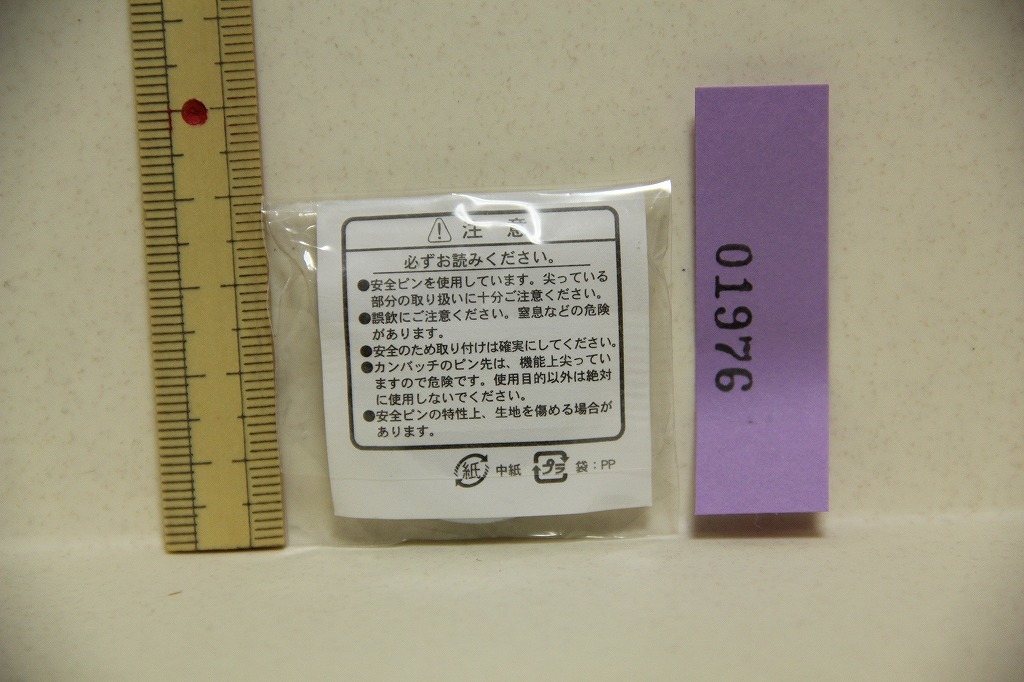 ⚠ 注意
必ずお読みください。
●安全ピンを使用しています。尖っている
部分の取り扱いに十分ご注意ください。
●誤飲にご注意ください。窒息などの危険
があります。
●安全のため取り付けは確実にしてください。
●カンバッチのピン先は、機能上尖ってい
ますので危険です。使用目的以外は絶対
に使用しないでください。
●安全ピンの特性上、生地を傷める場合が
あります。
紙 中紙 プラ 袋：PP
01976